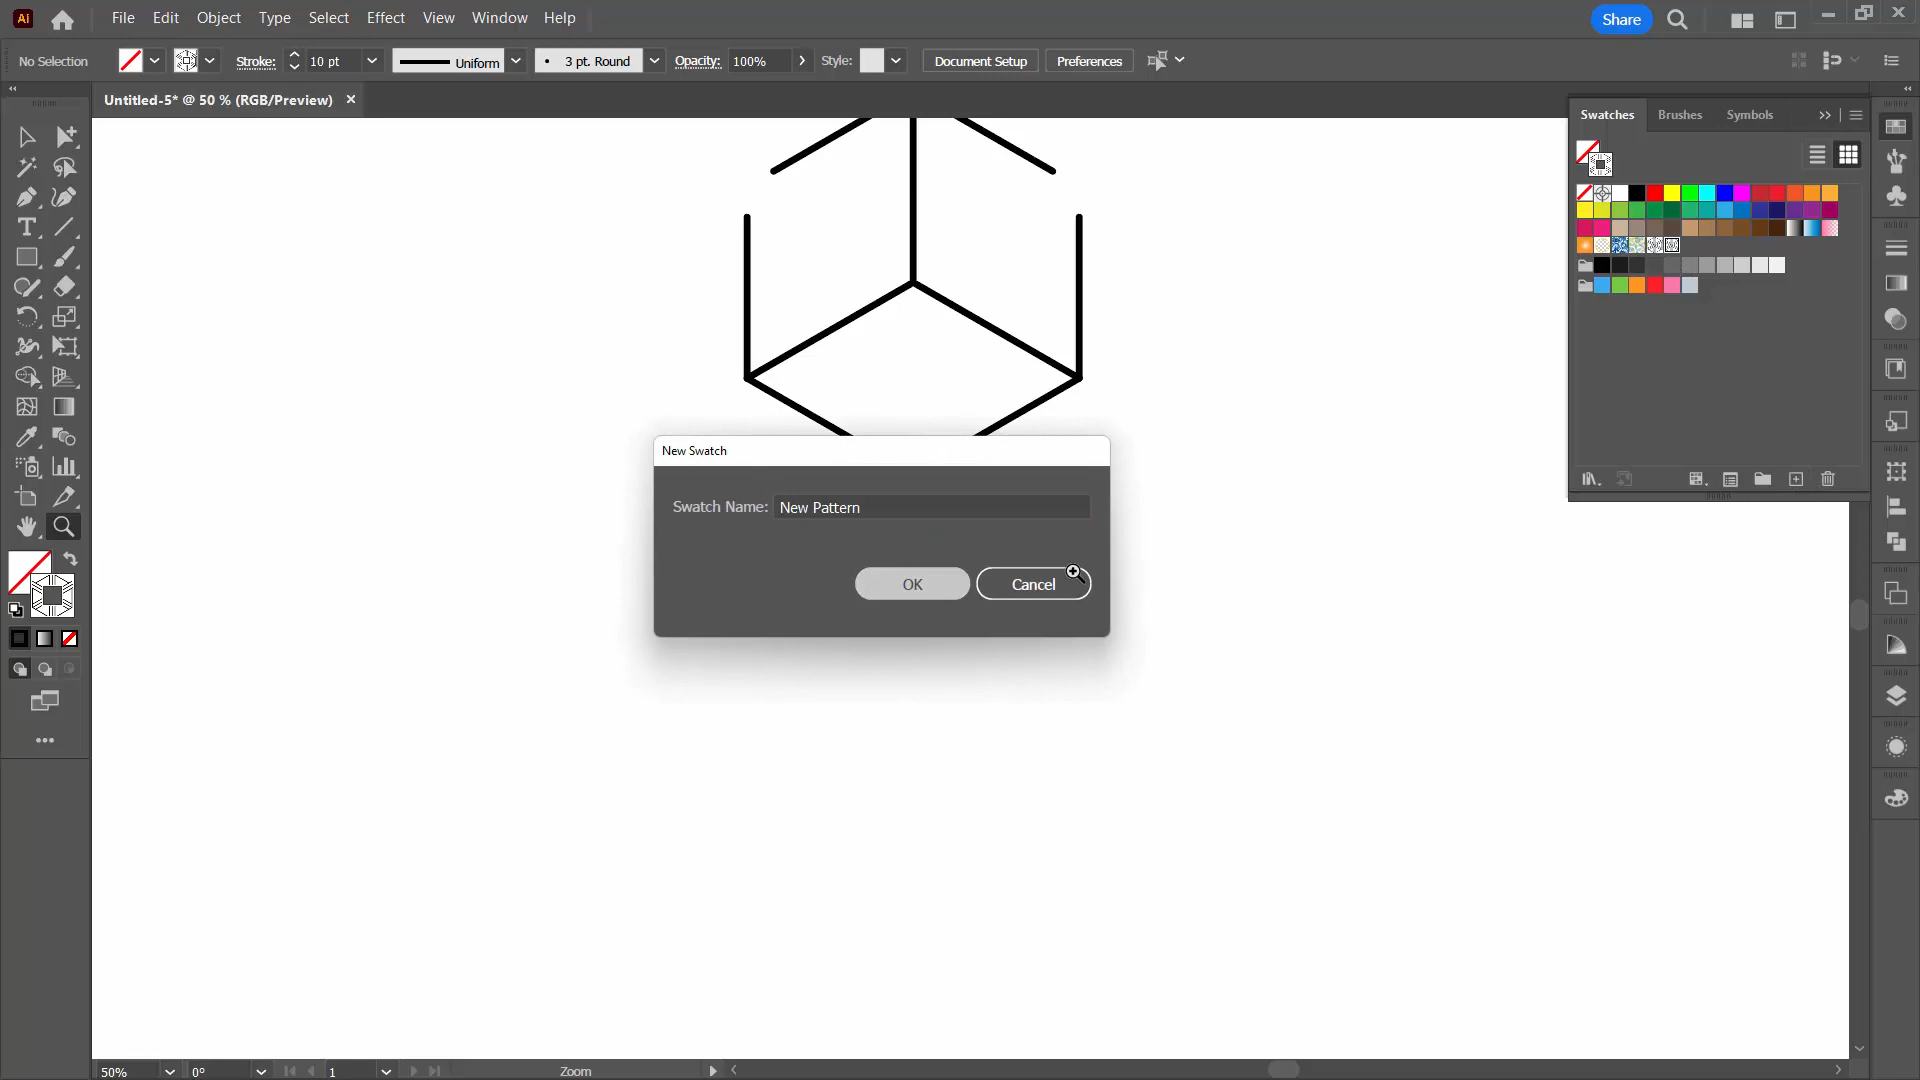 Ai File Edit Object Type Select Effect View Window Help Share
No Selection Stroke: 10 pt Uniform 3 pt. Round Opacity: 100% Style: Document Setup Preferences
Untitled-5* @ 50 % (RGB/Preview)
Swatches Brushes Symbols
New Swatch
Swatch Name: New Pattern
OK Cancel
50% 0° 1 Zoom